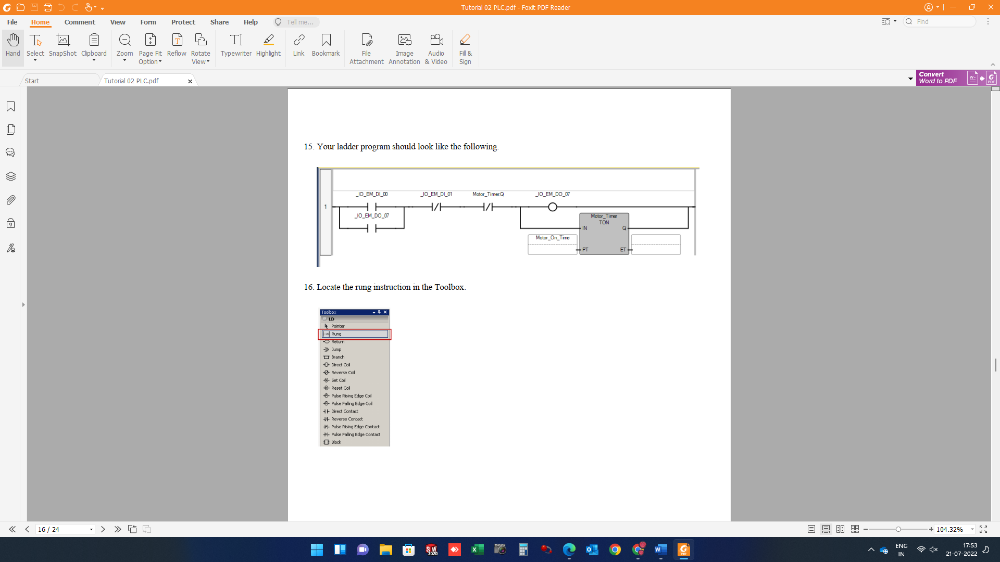 Tutorial 02 PLC.pdf - Foxit PDF Reader
File Home Comment View Form Protect Share Help Tell me... Find
Hand Select SnapShot Clipboard Zoom Page Fit Option Reflow Rotate View Typewriter Highlight Link Bookmark File Attachment Image Annotation Audio & Video Fill & Sign
Start
Tutorial 02 PLC.pdf
Convert
Word to PDF
W
PDF
15. Your ladder program should look like the following.
_IO_EM_DI_00 _IO_EM_DI_01 Motor_Timer.Q _IO_EM_DO_07
1
_IO_EM_DO_07
Motor_Timer
TON
IN Q
Motor_On_Time
PT ET
16. Locate the rung instruction in the Toolbox.
Toolbox
LD
Pointer
Rung
Return
Jump
Branch
Direct Coil
Reverse Coil
Set Coil
Reset Coil
Pulse Rising Edge Coil
Pulse Falling Edge Coil
Direct Contact
Reverse Contact
Pulse Rising Edge Contact
Pulse Falling Edge Contact
Block
16 / 24
104.32%
SW
2020
ENG
IN
17:53
21-07-2022